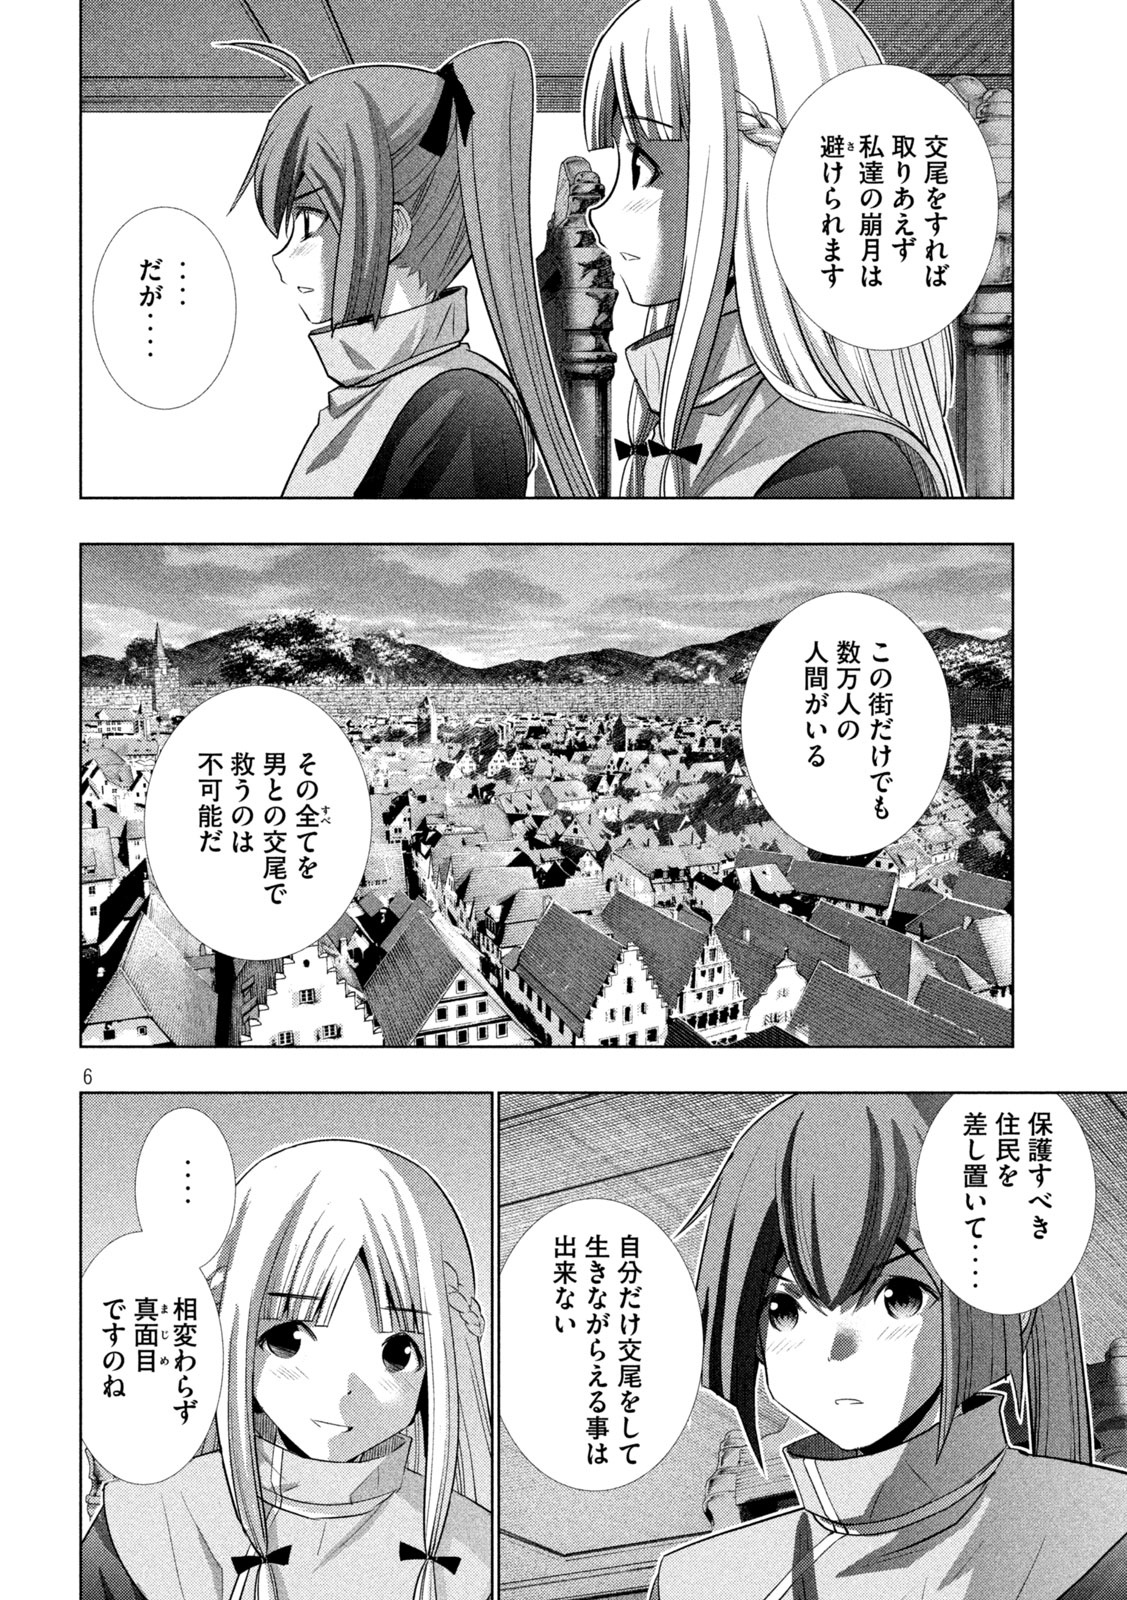 交尾をすれば
取りあえず
私達の崩月は
避けられます
‥‥
だが‥‥
この街だけでも
数万人の
人間がいる
その全てを
男との交尾で
救うのは
不可能だ
保護すべき
住民を
差し置いて‥‥
自分だけ交尾をして
生きながらえる事は
出来ない
‥‥
相変わらず
真面目
ですのね
6